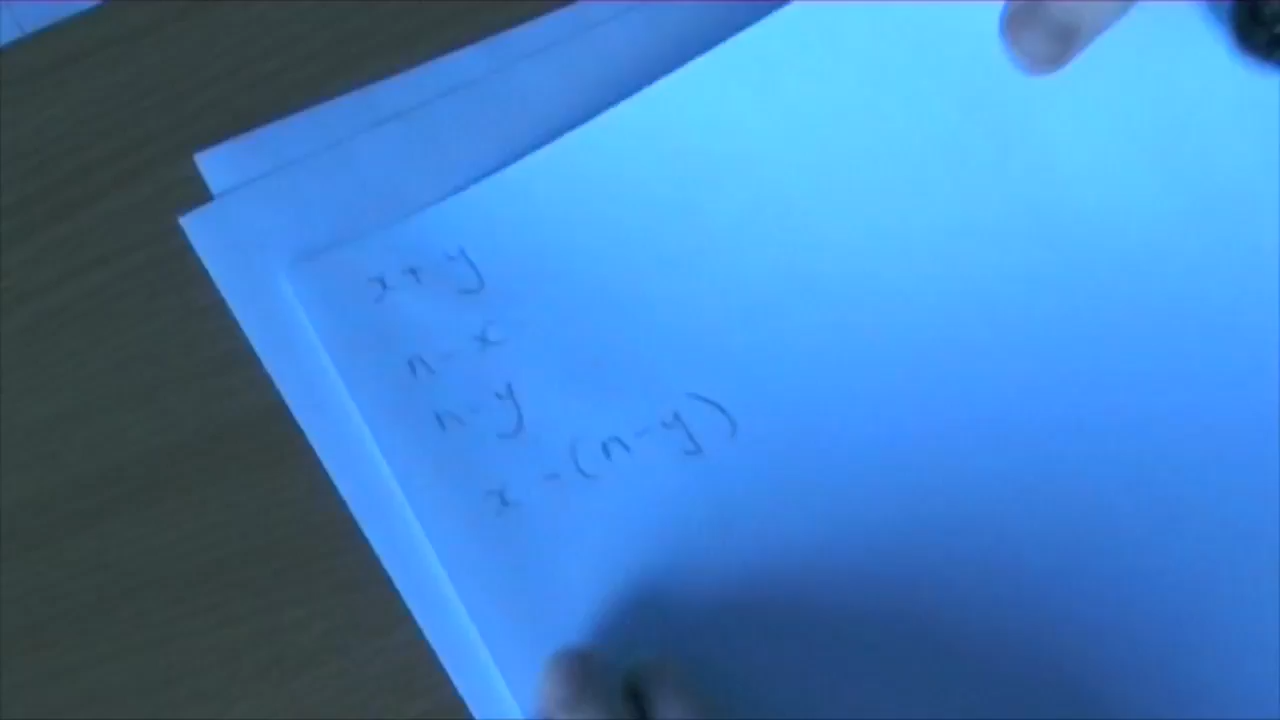 x + y
n - x
n - y
x - (n - y)